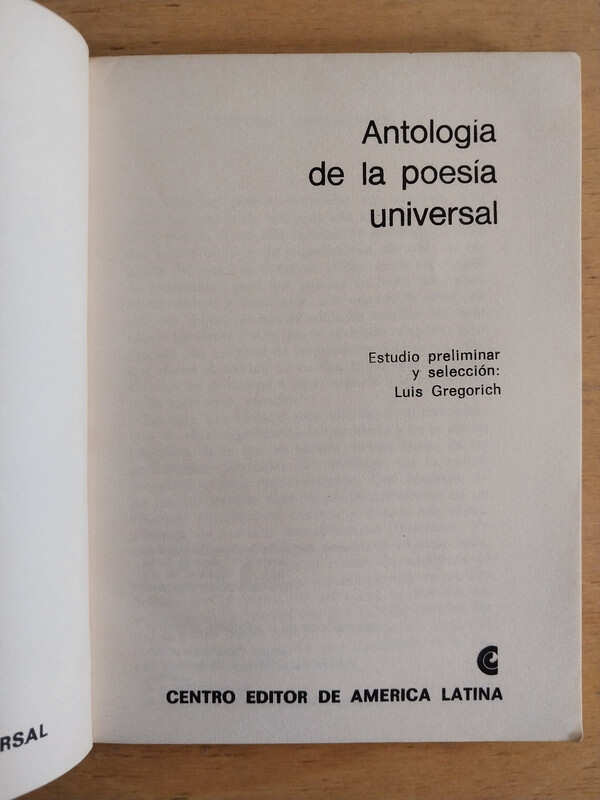 Antología
de la poesía
universal
Estudio preliminar
y selección:
Luis Gregorich
CENTRO EDITOR DE AMERICA LATINA
RSAL